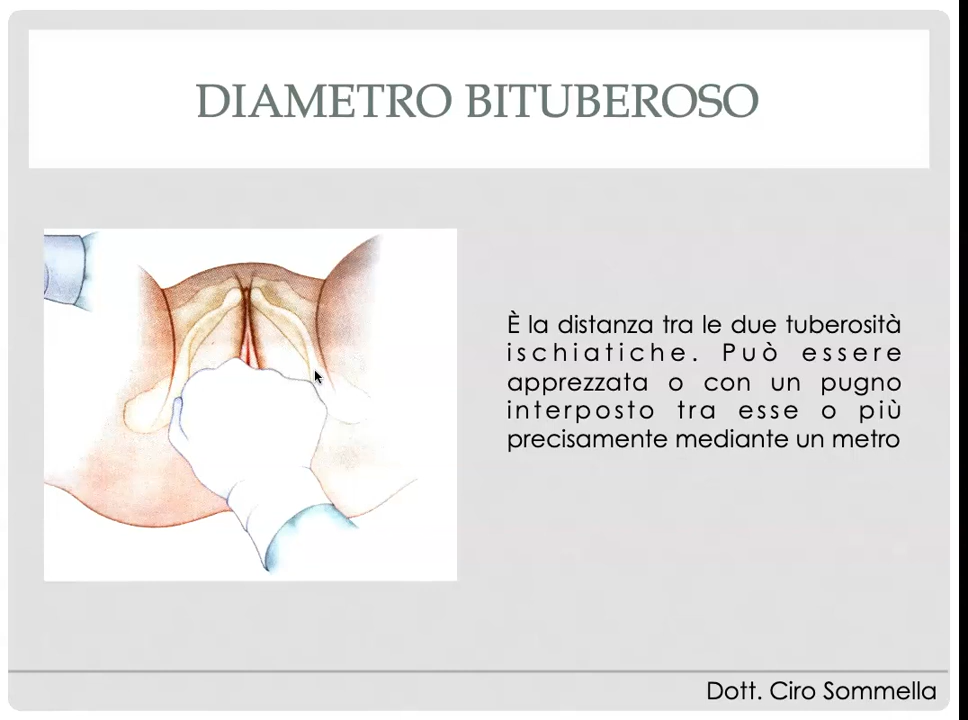 DIAMETRO BITUBEROSO
È la distanza tra le due tuberosità
ischiatiche. Può essere
apprezzata o con un pugno
interposto tra esse o più
precisamente mediante un metro
Dott. Ciro Sommella